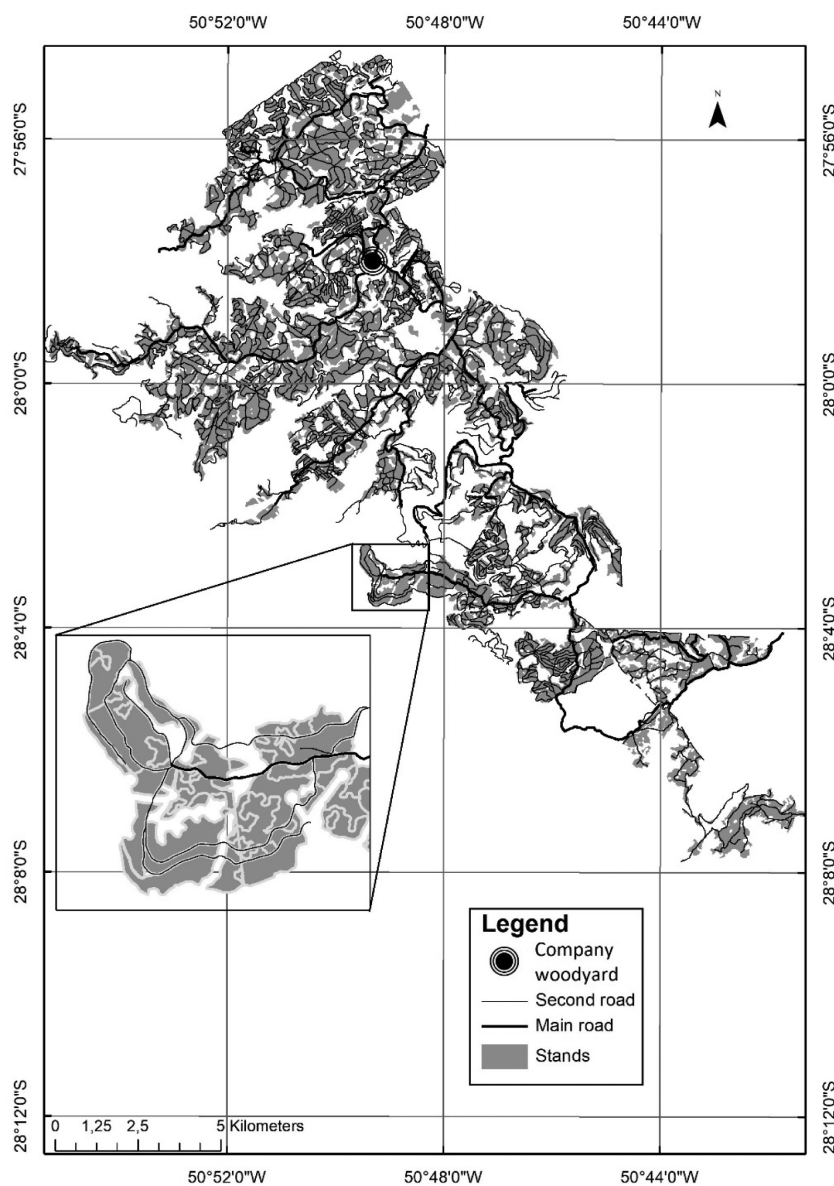 50°52'0"W 50°48'0"W 50°44'0"W
N
27°56'0"S 27°56'0"S
28°0'0"S 28°0'0"S
28°4'0"S 28°4'0"S
28°8'0"S 28°8'0"S
Legend
Company
woodyard
Second road
Main road
Stands
28°12'0"S 28°12'0"S
0 1,25 2,5 5 Kilometers
50°52'0"W 50°48'0"W 50°44'0"W